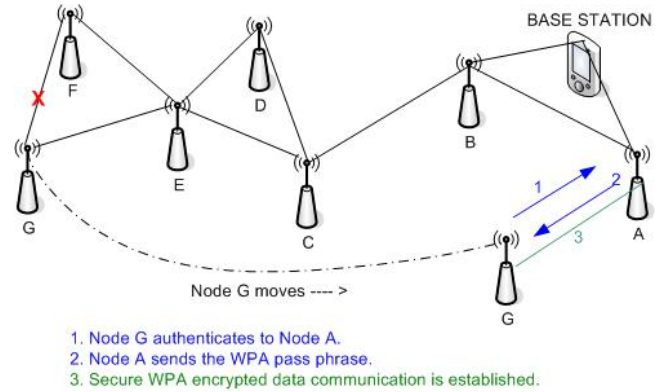 BASE STATION
F
D
B
X
E
G
C
A
1
2
3
G
Node G moves ---- >
1. Node G authenticates to Node A.
2. Node A sends the WPA pass phrase.
3. Secure WPA encrypted data communication is established.